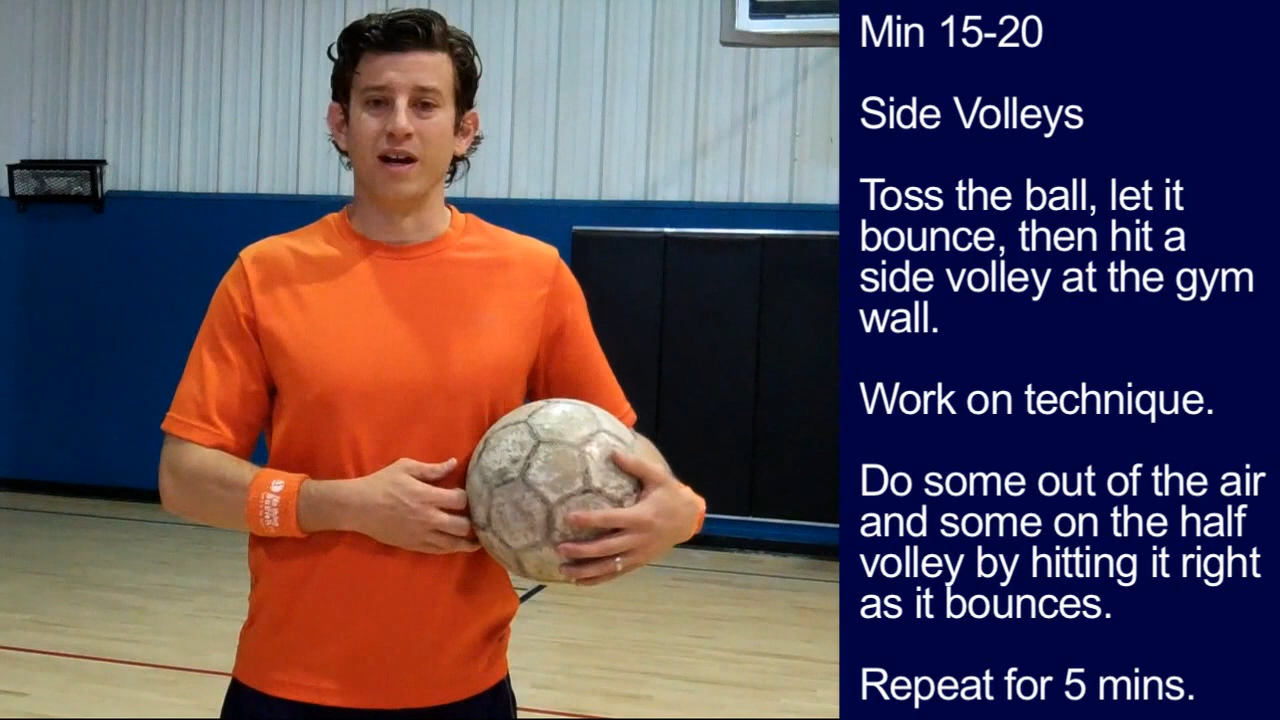 Min 15-20
Side Volleys
Toss the ball, let it
bounce, then hit a
side volley at the gym
wall.
Work on technique.
Do some out of the air
and some on the half
volley by hitting it right
as it bounces.
Repeat for 5 mins.